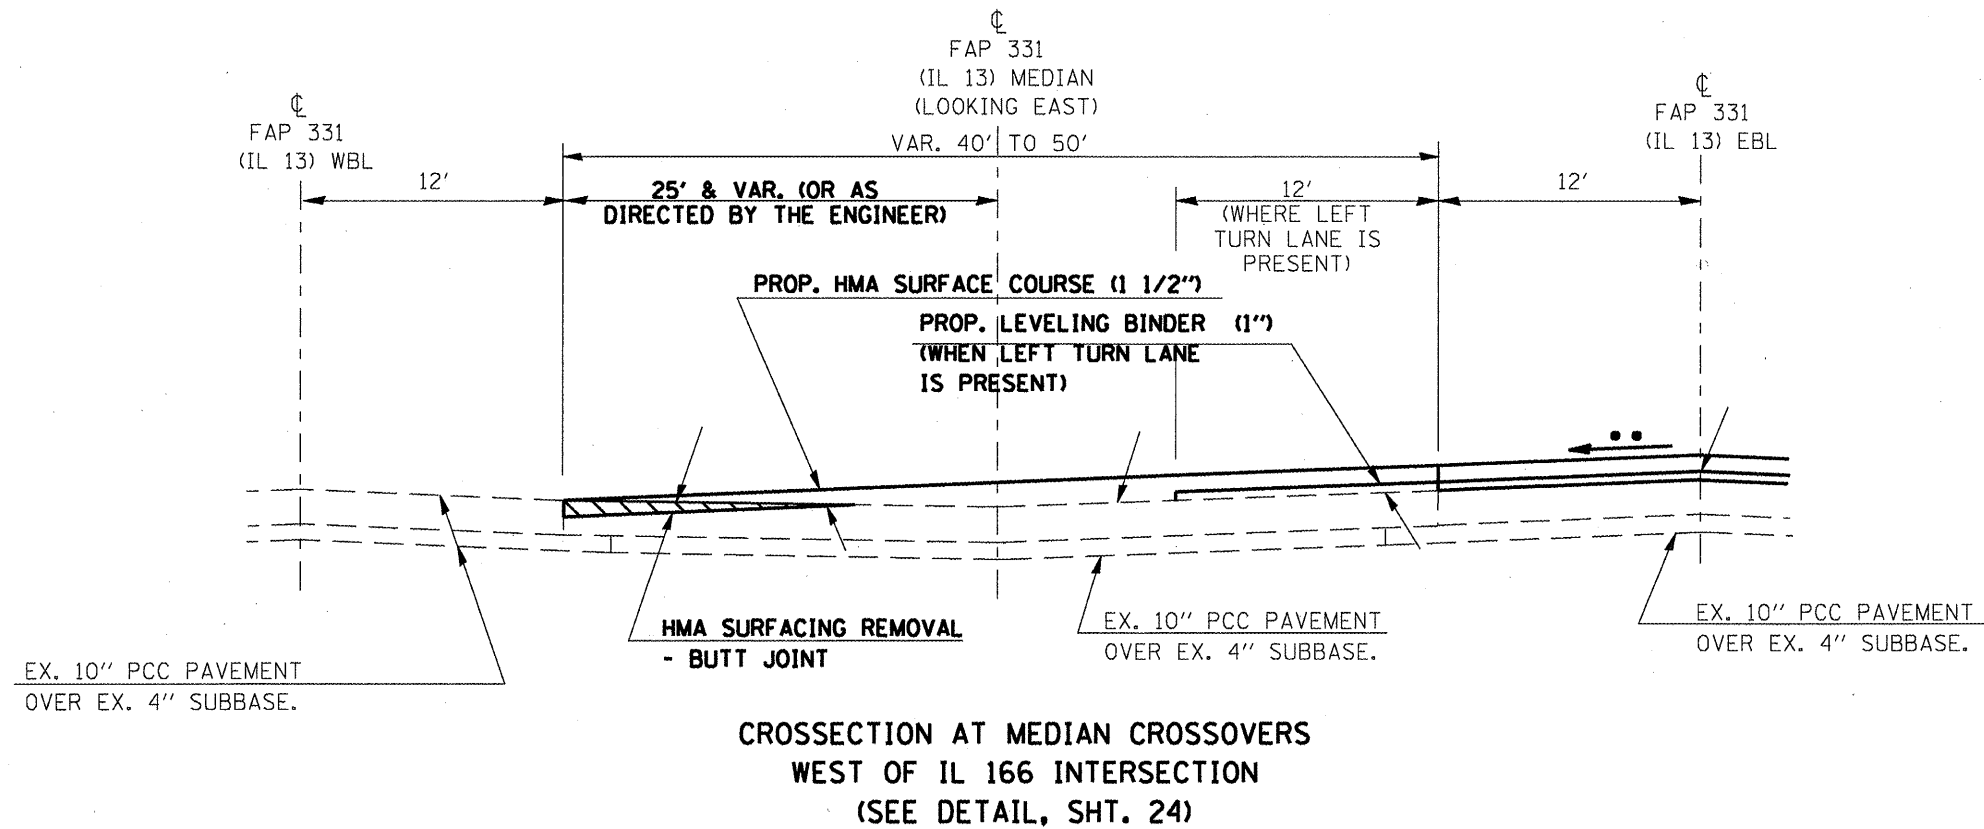 ℄
FAP 331
(IL 13) MEDIAN
(LOOKING EAST)
℄
FAP 331
(IL 13) WBL
℄
FAP 331
(IL 13) EBL
VAR. 40' TO 50'
12'
25' & VAR. (OR AS
DIRECTED BY THE ENGINEER)
12'
(WHERE LEFT
TURN LANE IS
PRESENT)
12'
PROP. HMA SURFACE COURSE (1 1/2")
PROP. LEVELING BINDER (1")
(WHEN LEFT TURN LANE
IS PRESENT)
HMA SURFACING REMOVAL
- BUTT JOINT
EX. 10" PCC PAVEMENT
OVER EX. 4" SUBBASE.
EX. 10" PCC PAVEMENT
OVER EX. 4" SUBBASE.
EX. 10" PCC PAVEMENT
OVER EX. 4" SUBBASE.
CROSSECTION AT MEDIAN CROSSOVERS
WEST OF IL 166 INTERSECTION
(SEE DETAIL, SHT. 24)